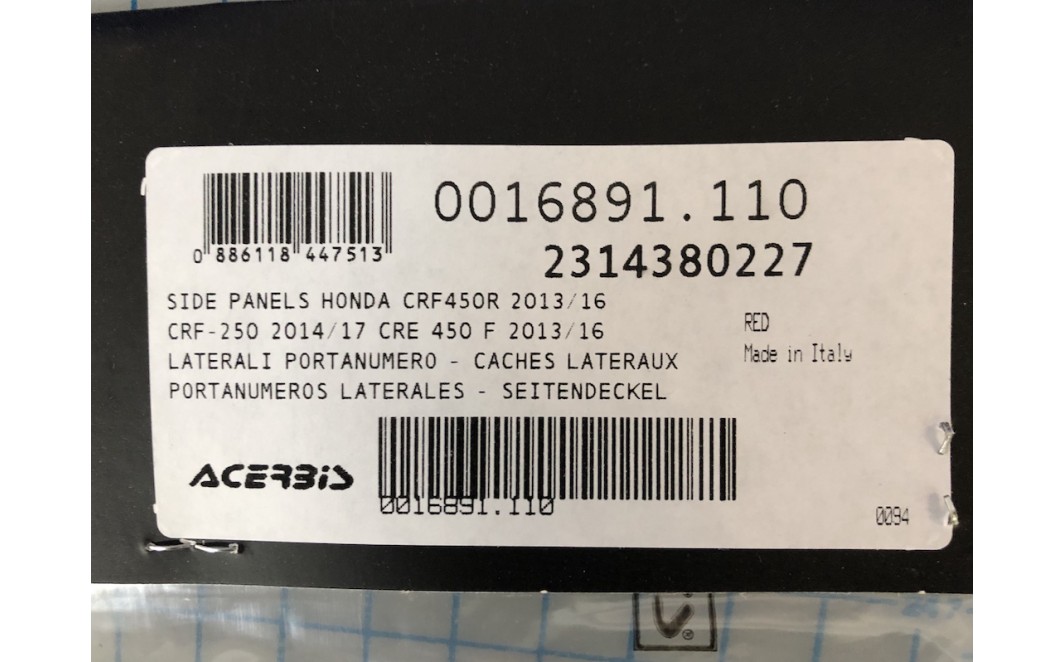 0016891.110
2314380227
0 886118 447513
SIDE PANELS HONDA CRF450R 2013/16
CRF-250 2014/17 CRE 450 F 2013/16
LATERALI PORTANUMERO - CACHES LATERAUX
PORTANUMEROS LATERALES - SEITENDECKEL
RED
Made in Italy
ACERBIS
0016891.110
0094
®